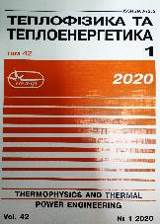 ТЕПЛОФІЗИКА ТА
ТЕПЛОЕНЕРГЕТИКА
том 42
1
2020
THERMOPHYSICS AND THERMAL
POWER ENGINEERING
Vol. 42
№ 1 2020